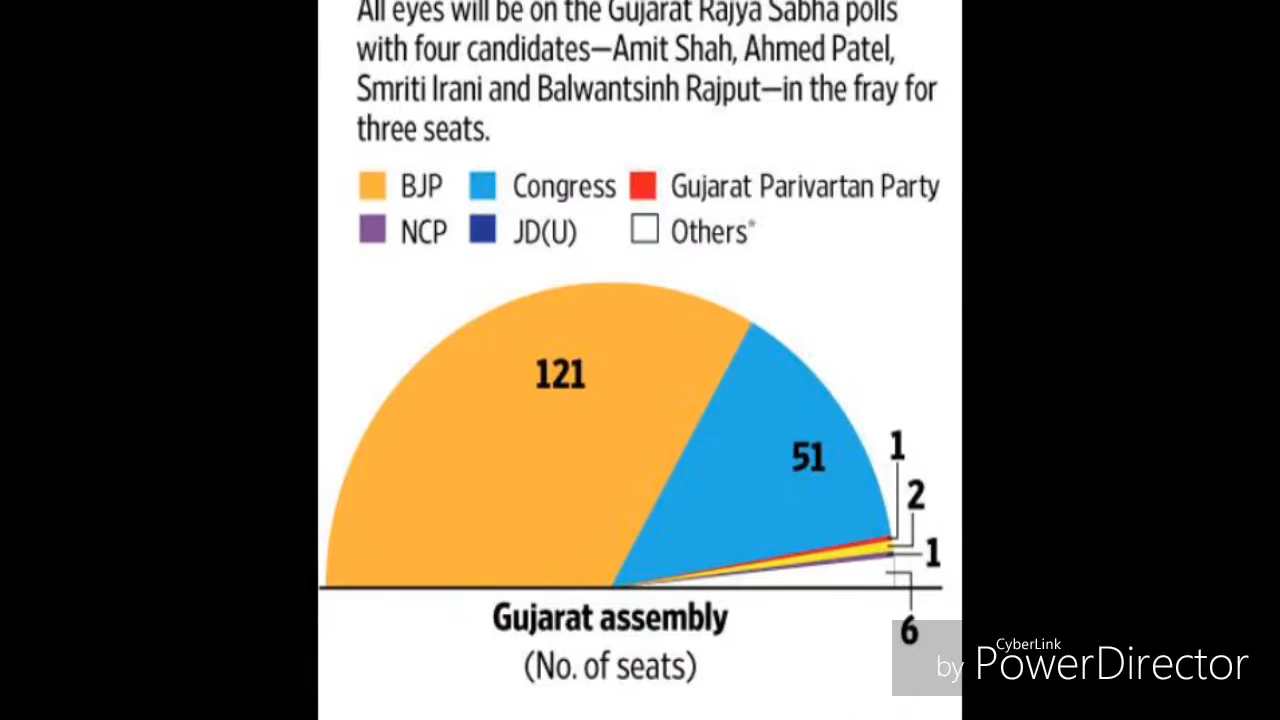 All eyes will be on the Gujarat Rajya Sabha polls
with four candidates—Amit Shah, Ahmed Patel,
Smriti Irani and Balwantsinh Rajput—in the fray for
three seats.
BJP Congress Gujarat Parivartan Party
NCP JD(U) Others*
121
51
1
2
1
6
Gujarat assembly
(No. of seats)
CyberLink
by PowerDirector